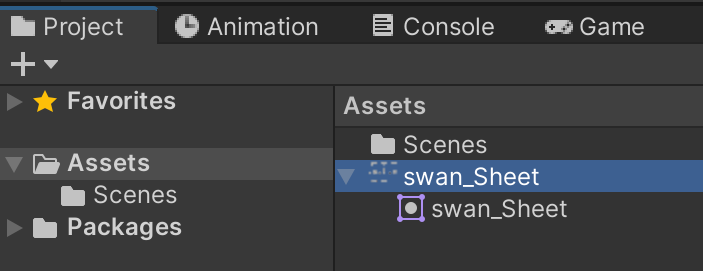 Project Animation Console Game
Favorites
Assets
Scenes
Packages
Assets
Scenes
swan_Sheet
swan_Sheet